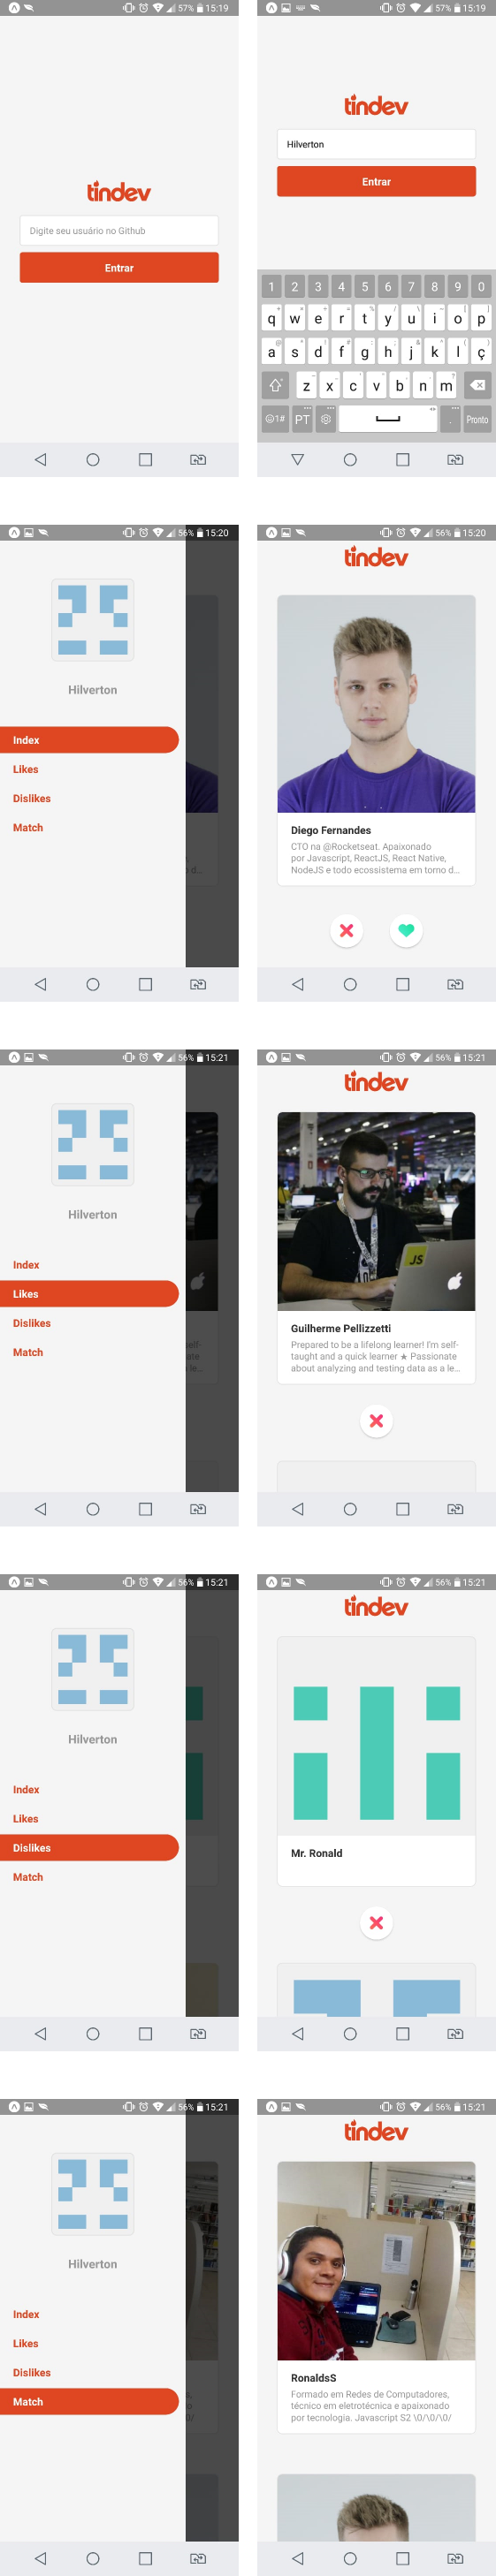 57% 15:19
tindev
Digite seu usuário no Github
Entrar
57% 15:19
tindev
Hilverton
Entrar
1 2 3 4 5 6 7 8 9 0
q w e r t y u i o p
a s d f g h j k l ç
z x c v b n m
1# PT . Pronto
56% 15:20
Hilverton
Index
Likes
Dislikes
Match
56% 15:20
tindev
Diego Fernandes
CTO na @Rocketseat. Apaixonado
por Javascript, ReactJS, React Native,
NodeJS e todo ecossistema em torno d...
56% 15:21
Hilverton
Index
Likes
Dislikes
Match
56% 15:21
tindev
JS
Guilherme Pellizzetti
Prepared to be a lifelong learner! I'm self-
taught and a quick learner ★ Passionate
about analyzing and testing data as a le...
56% 15:21
Hilverton
Index
Likes
Dislikes
Match
56% 15:21
tindev
Mr. Ronald
56% 15:21
Hilverton
Index
Likes
Dislikes
Match
56% 15:21
tindev
RonaldsS
Formado em Redes de Computadores,
técnico em eletrotécnica e apaixonado
por tecnologia. Javascript S2 \0/\0/\0/